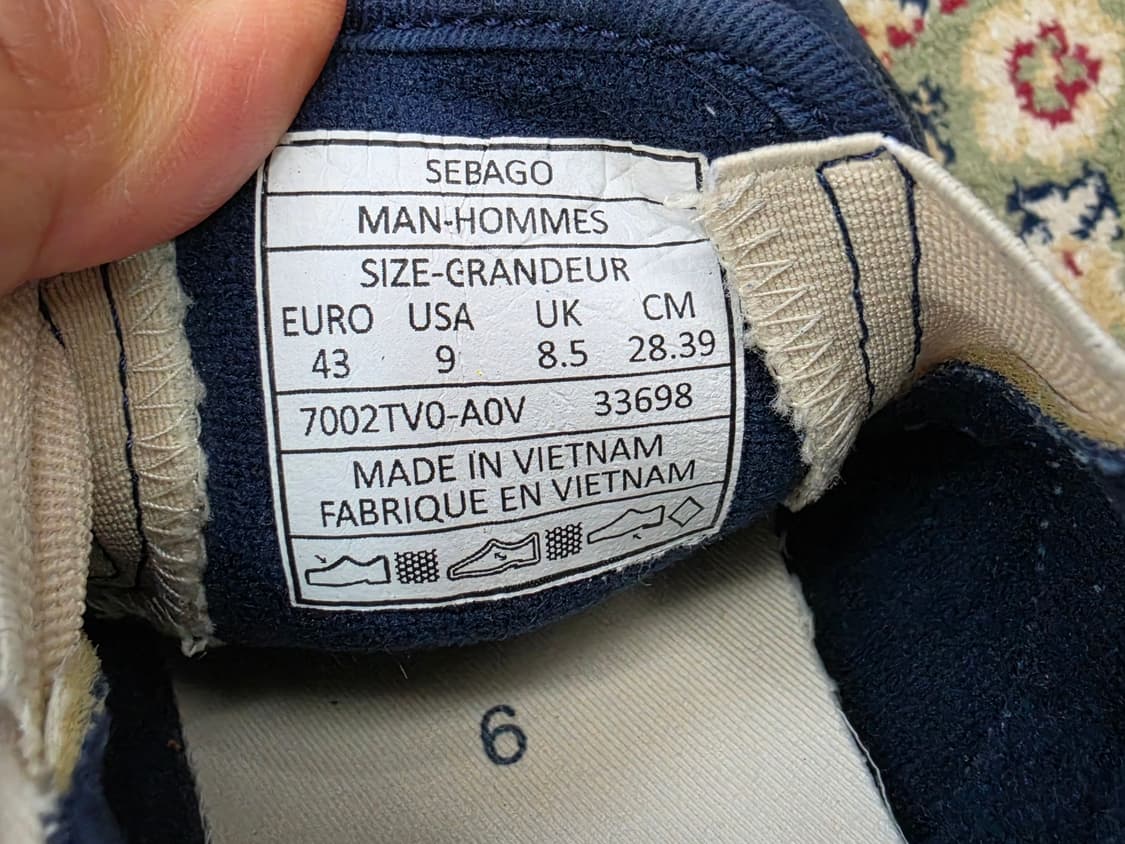 SEBAGO
MAN-HOMMES
SIZE-GRANDEUR
EURO USA UK CM
43 9 8.5 28.39
7002TV0-A0V 33698
MADE IN VIETNAM
FABRIQUE EN VIETNAM
6